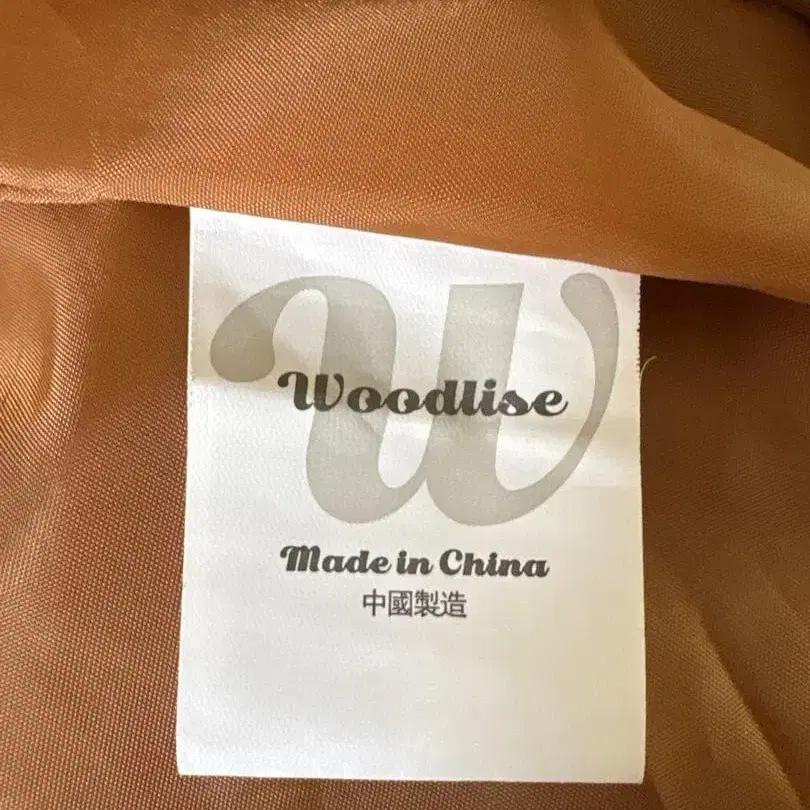 W
Woodlise
Made in China
中國製造